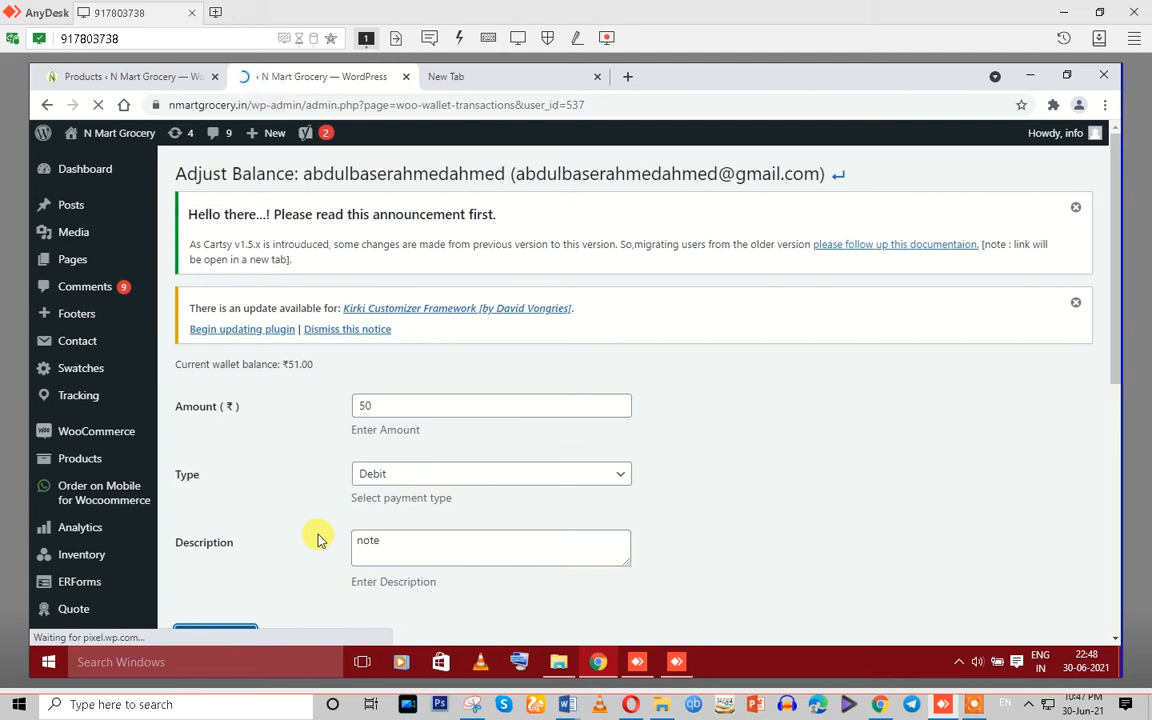 AnyDesk
917803738
917803738
1
Products ‹ N Mart Grocery — Wo
‹ N Mart Grocery — WordPress
New Tab
nmartgrocery.in/wp-admin/admin.php?page=woo-wallet-transactions&user_id=537
N Mart Grocery
4
9
New
2
Howdy, info
Dashboard
Posts
Media
Pages
Comments 9
Footers
Contact
Swatches
Tracking
WooCommerce
Products
Order on Mobile
for Wocoommerce
Analytics
Inventory
ERForms
Quote
Adjust Balance: abdulbaserahmedahmed (abdulbaserahmedahmed@gmail.com)
Hello there...! Please read this announcement first.
As Cartsy v1.5.x is introuduced, some changes are made from previous version to this version. So,migrating users from the older version please follow up this documentaion. [note : link will
be open in a new tab].
There is an update available for: Kirki Customizer Framework [by David Vongries].
Begin updating plugin | Dismiss this notice
Current wallet balance: ₹51.00
Amount ( ₹ )
50
Enter Amount
Type
Debit
Select payment type
Description
note
Enter Description
Waiting for pixel.wp.com...
Search Windows
ENG
IN
22:48
30-06-2021
Type here to search
EN
10:47 PM
30-Jun-21